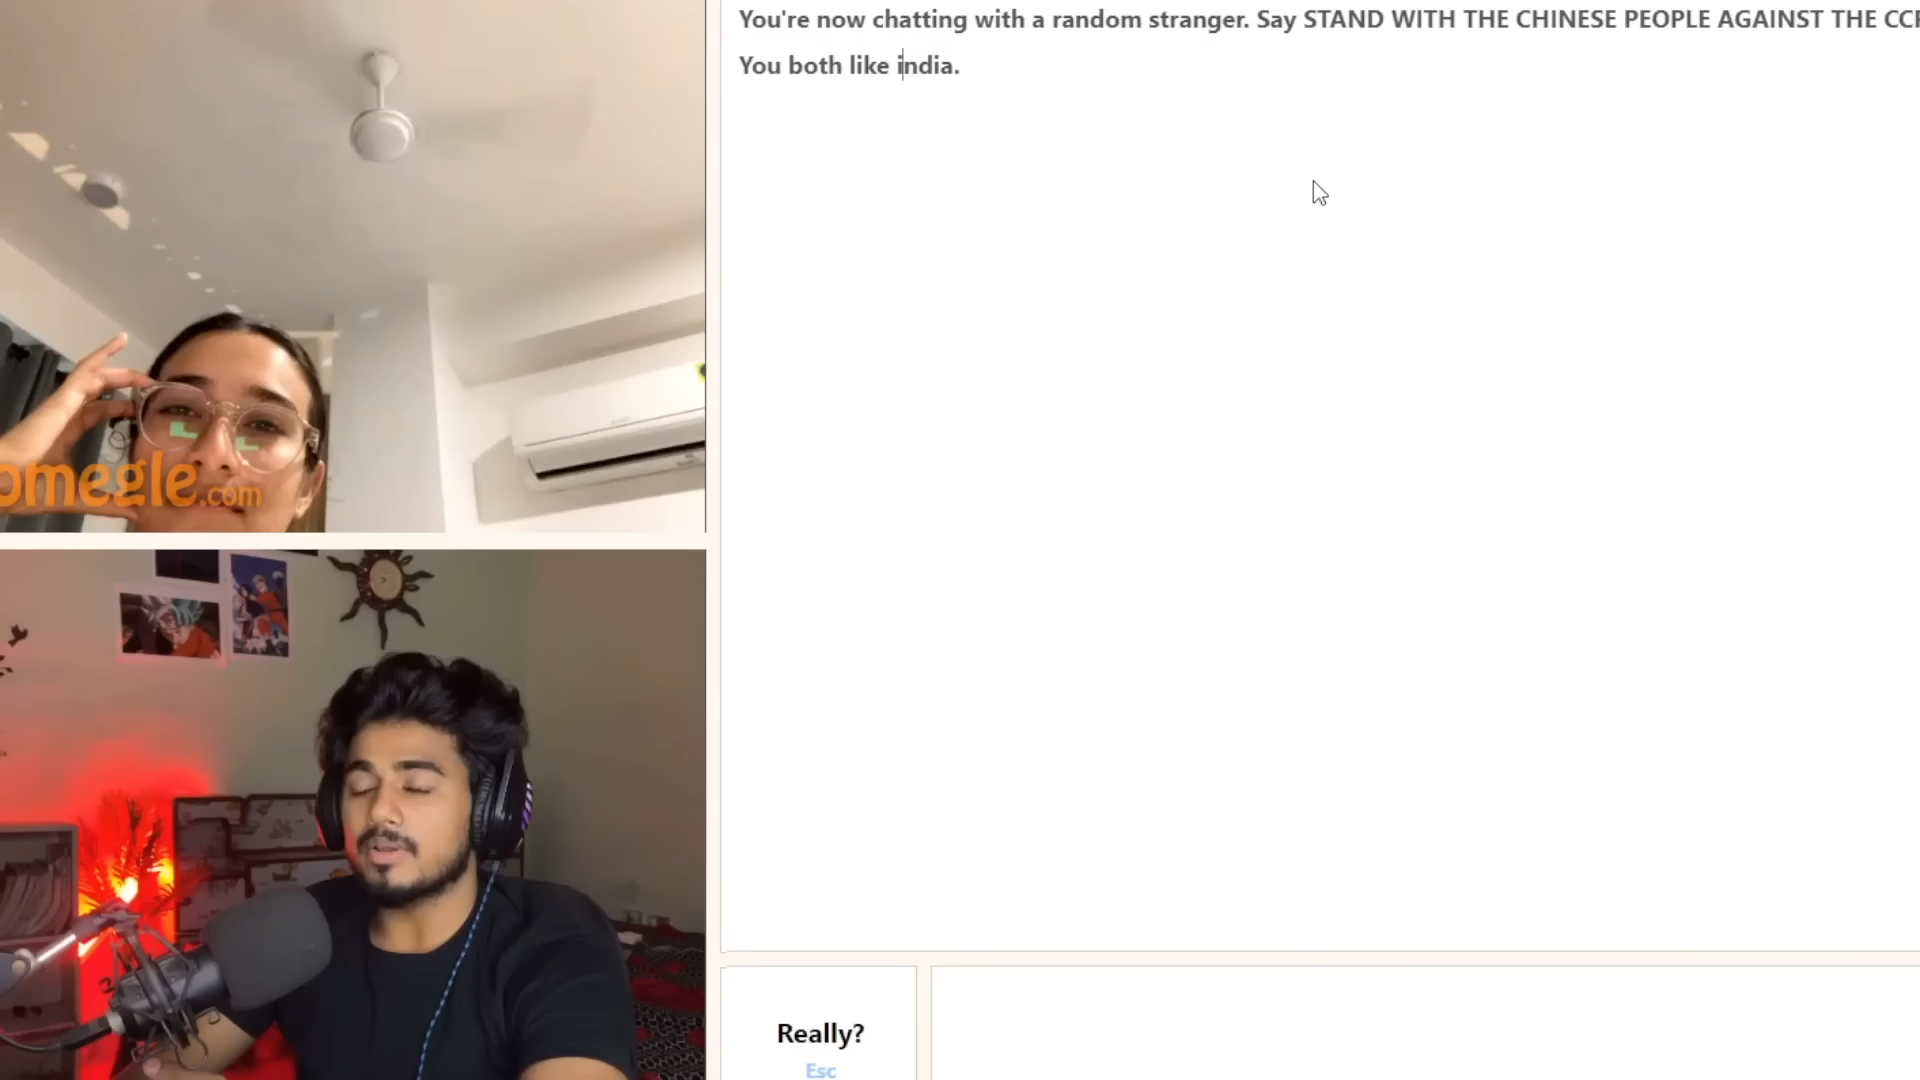 You're now chatting with a random stranger. Say STAND WITH THE CHINESE PEOPLE AGAINST THE
You both like india.
omegle.com
Really?
Esc